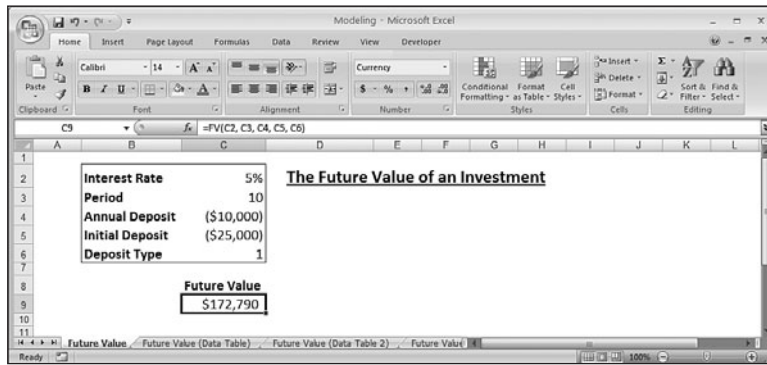 Modeling - Microsoft Excel
Home Insert Page Layout Formulas Data Review View Developer
Paste
Calibri 14 A A
B I U A
Currency
$ % ,
Conditional Formatting
Format as Table
Cell Styles
Insert
Delete
Format
Σ
Sort & Filter
Find & Select
Clipboard Font Alignment Number Styles Cells Editing
C9 fx =FV(C2, C3, C4, C5, C6)
A B C D E F G H I J K L
1
2 Interest Rate 5% The Future Value of an Investment
3 Period 10
4 Annual Deposit ($10,000)
5 Initial Deposit ($25,000)
6 Deposit Type 1
7
8 Future Value
9 $172,790
10
11
Future Value Future Value (Data Table) Future Value (Data Table 2) Future Value
Ready 100%